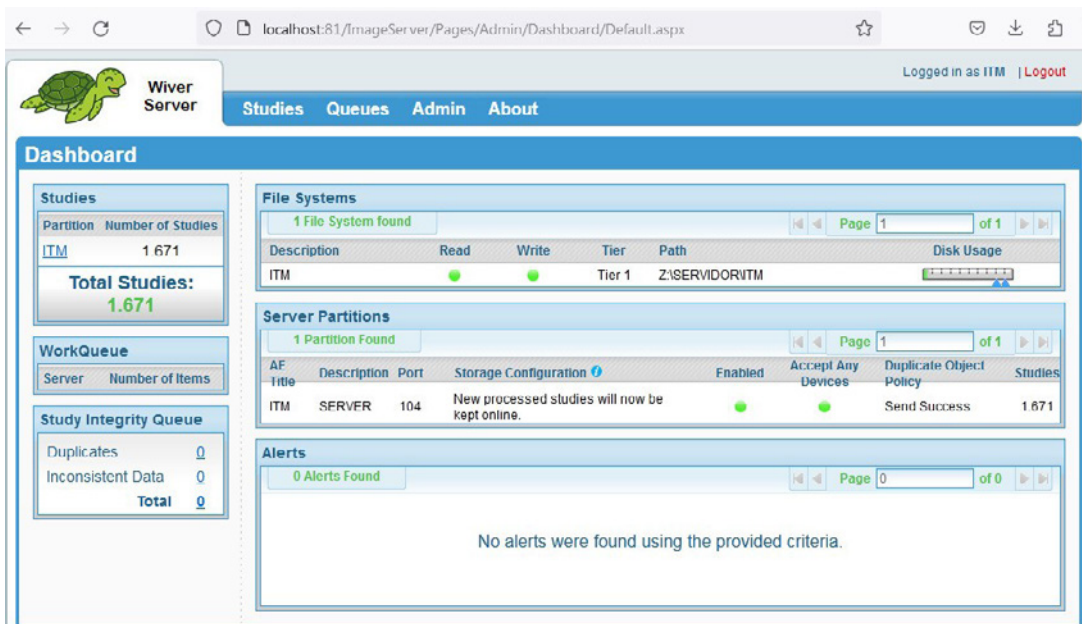 localhost:81/ImageServer/Pages/Admin/Dashboard/Default.aspx
Logged in as ITM | Logout
Wiver
Server
Studies Queues Admin About
Dashboard
Studies
Partition Number of Studies
ITM 1.671
Total Studies:
1.671
WorkQueue
Server Number of Items
Study Integrity Queue
Duplicates 0
Inconsistent Data 0
Total 0
File Systems
1 File System found Page 1 of 1
Description Read Write Tier Path Disk Usage
ITM Tier 1 Z:\SERVIDOR\ITM
Server Partitions
1 Partition Found Page 1 of 1
AE Title Description Port Storage Configuration Enabled Accept Any Devices Duplicate Object Policy Studies
ITM SERVER 104 New processed studies will now be kept online. Send Success 1.671
Alerts
0 Alerts Found Page 0 of 0
No alerts were found using the provided criteria.